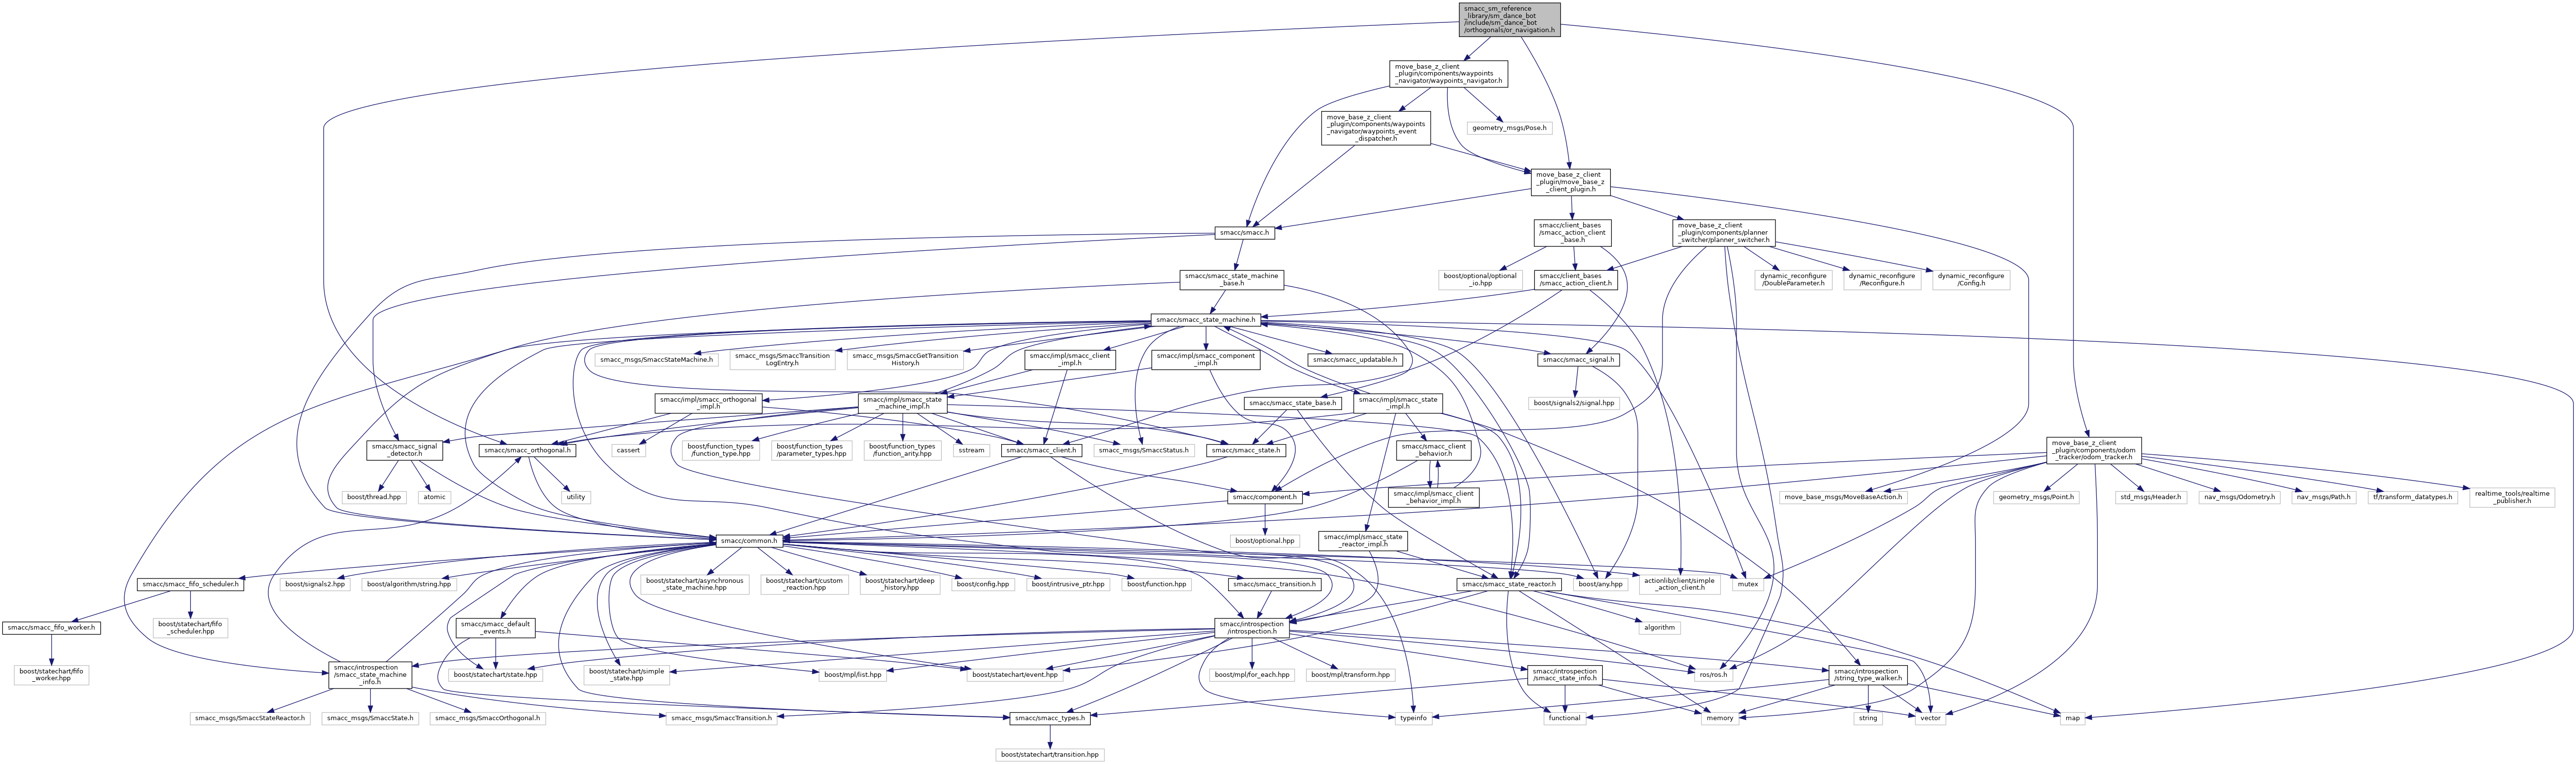 smacc_sm_reference
_library/sm_dance_bot
/include/sm_dance_bot
/orthogonals/or_navigation.h
move_base_z_client
_plugin/components/waypoints
_navigator/waypoints_navigator.h
move_base_z_client
_plugin/components/waypoints
_navigator/waypoints_event
_dispatcher.h
geometry_msgs/Pose.h
move_base_z_client
_plugin/move_base_z
_client_plugin.h
smacc/smacc.h
smacc/client_bases
/smacc_action_client
_base.h
move_base_z_client
_plugin/components/planner
_switcher/planner_switcher.h
smacc/smacc_state_machine
_base.h
boost/optional/optional
_io.hpp
smacc/client_bases
/smacc_action_client.h
dynamic_reconfigure
/DoubleParameter.h
dynamic_reconfigure
/Reconfigure.h
dynamic_reconfigure
/Config.h
smacc/smacc_state_machine.h
smacc_msgs/SmaccStateMachine.h
smacc_msgs/SmaccTransition
LogEntry.h
smacc_msgs/SmaccGetTransition
History.h
smacc/impl/smacc_client
_impl.h
smacc/impl/smacc_component
_impl.h
smacc/smacc_updatable.h
smacc/smacc_signal.h
smacc/impl/smacc_orthogonal
_impl.h
smacc/impl/smacc_state
_machine_impl.h
smacc/smacc_state_base.h
smacc/impl/smacc_state
_impl.h
boost/signals2/signal.hpp
smacc/smacc_signal
_detector.h
smacc/smacc_orthogonal.h
cassert
boost/function_types
/function_type.hpp
boost/function_types
/parameter_types.hpp
boost/function_types
/function_arity.hpp
sstream
smacc/smacc_client.h
smacc_msgs/SmaccStatus.h
smacc/smacc_state.h
smacc/smacc_client
_behavior.h
move_base_z_client
_plugin/components/odom
_tracker/odom_tracker.h
boost/thread.hpp
atomic
utility
smacc/component.h
smacc/impl/smacc_client
_behavior_impl.h
move_base_msgs/MoveBaseAction.h
geometry_msgs/Point.h
std_msgs/Header.h
nav_msgs/Odometry.h
nav_msgs/Path.h
tf/transform_datatypes.h
realtime_tools/realtime
_publisher.h
smacc/common.h
boost/optional.hpp
smacc/impl/smacc_state
_reactor_impl.h
smacc/smacc_fifo_scheduler.h
boost/signals2.hpp
boost/algorithm/string.hpp
boost/statechart/asynchronous
_state_machine.hpp
boost/statechart/custom
_reaction.hpp
boost/statechart/deep
_history.hpp
boost/config.hpp
boost/intrusive_ptr.hpp
boost/function.hpp
smacc/smacc_transition.h
smacc/smacc_state_reactor.h
boost/any.hpp
actionlib/client/simple
_action_client.h
mutex
smacc/smacc_fifo_worker.h
boost/statechart/fifo
_scheduler.hpp
smacc/smacc_default
_events.h
smacc/introspection
/introspection.h
algorithm
boost/statechart/fifo
_worker.hpp
smacc/introspection
/smacc_state_machine
_info.h
boost/statechart/state.hpp
boost/statechart/simple
_state.hpp
boost/mpl/list.hpp
boost/statechart/event.hpp
boost/mpl/for_each.hpp
boost/mpl/transform.hpp
smacc/introspection
/smacc_state_info.h
ros/ros.h
smacc/introspection
/string_type_walker.h
smacc_msgs/SmaccStateReactor.h
smacc_msgs/SmaccState.h
smacc_msgs/SmaccOrthogonal.h
smacc_msgs/SmaccTransition.h
smacc/smacc_types.h
typeinfo
functional
memory
string
vector
map
boost/statechart/transition.hpp